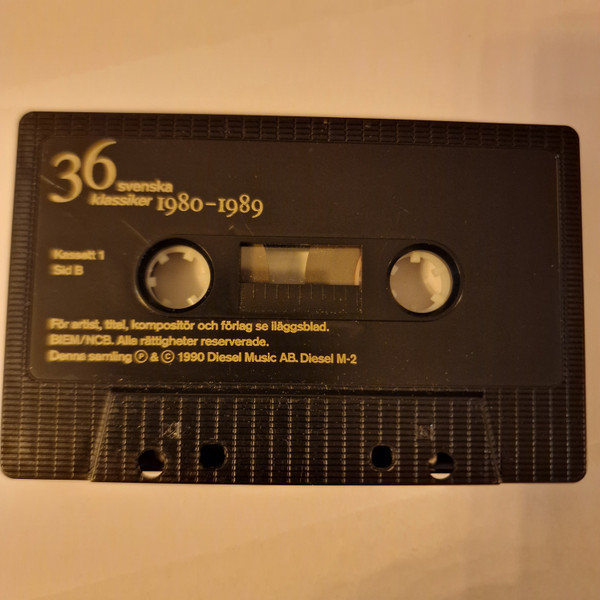 36
svenska
klassiker 1980-1989
Kassett 1
Sid B
För artist, titel, kompositör och förlag se iläggsblad.
BIEM/NCB. Alla rättigheter reserverade.
Denna samling Ⓟ & © 1990 Diesel Music AB. Diesel M-2